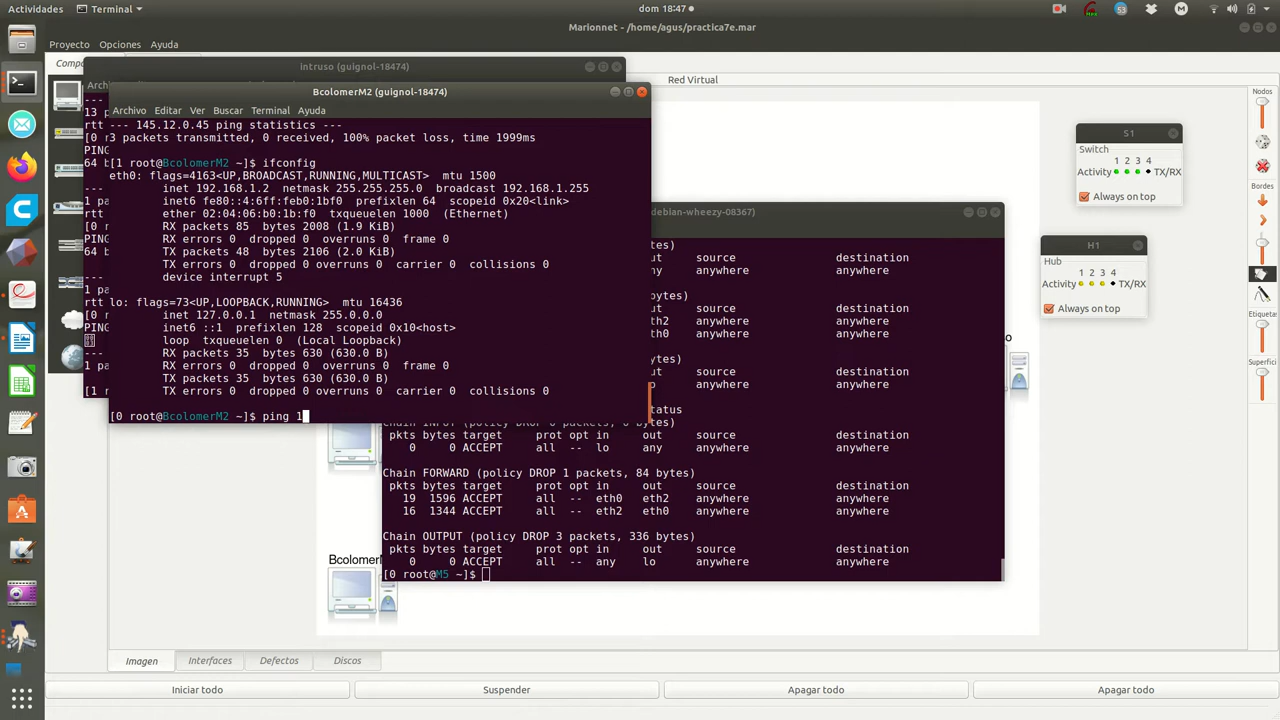 Actividades
Terminal
dom 18:47
Marionnet - /home/agus/practica7e.mar
Proyecto Opciones Ayuda
Red Virtual
intruso (guignol-18474)
BcolomerM2 (guignol-18474)
Archivo Editar Ver Buscar Terminal Ayuda
--- 145.12.0.45 ping statistics ---
3 packets transmitted, 0 received, 100% packet loss, time 1999ms
[1 root@BcolomerM2 ~]$ ifconfig
eth0: flags=4163<UP,BROADCAST,RUNNING,MULTICAST> mtu 1500
inet 192.168.1.2 netmask 255.255.255.0 broadcast 192.168.1.255
inet6 fe80::4:6ff:feb0:1bf0 prefixlen 64 scopeid 0x20<link>
ether 02:04:06:b0:1b:f0 txqueuelen 1000 (Ethernet)
RX packets 85 bytes 2008 (1.9 KiB)
RX errors 0 dropped 0 overruns 0 frame 0
TX packets 48 bytes 2106 (2.0 KiB)
TX errors 0 dropped 0 overruns 0 carrier 0 collisions 0
device interrupt 5
lo: flags=73<UP,LOOPBACK,RUNNING> mtu 16436
inet 127.0.0.1 netmask 255.0.0.0
inet6 ::1 prefixlen 128 scopeid 0x10<host>
loop txqueuelen 0 (Local Loopback)
RX packets 35 bytes 630 (630.0 B)
RX errors 0 dropped 0 overruns 0 frame 0
TX packets 35 bytes 630 (630.0 B)
TX errors 0 dropped 0 overruns 0 carrier 0 collisions 0
[0 root@BcolomerM2 ~]$ ping 1
debian-wheezy-08367)
source destination
anywhere anywhere
source destination
anywhere anywhere
anywhere anywhere
source destination
anywhere anywhere
pkts bytes target prot opt in out source destination
0 0 ACCEPT all -- lo any anywhere anywhere
Chain FORWARD (policy DROP 1 packets, 84 bytes)
pkts bytes target prot opt in out source destination
19 1596 ACCEPT all -- eth0 eth2 anywhere anywhere
16 1344 ACCEPT all -- eth2 eth0 anywhere anywhere
Chain OUTPUT (policy DROP 3 packets, 336 bytes)
pkts bytes target prot opt in out source destination
0 0 ACCEPT all -- any lo anywhere anywhere
[0 root@M5 ~]$
S1
Switch
1 2 3 4
Activity TX/RX
Always on top
H1
Hub
1 2 3 4
Activity TX/RX
Always on top
Nodos
Bordes
Etiquetas
Superfici
Imagen Interfaces Defectos Discos
Iniciar todo
Suspender
Apagar todo
Apagar todo